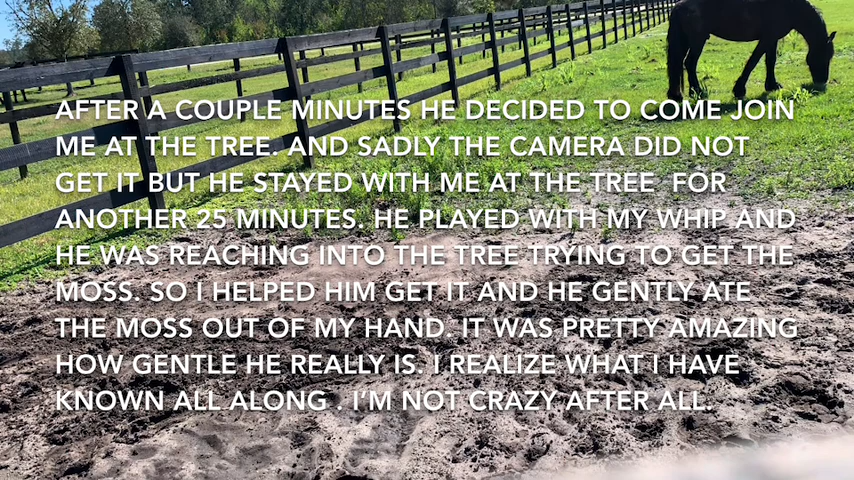 AFTER A COUPLE MINUTES HE DECIDED TO COME JOIN
ME AT THE TREE. AND SADLY THE CAMERA DID NOT
GET IT BUT HE STAYED WITH ME AT THE TREE  FOR
ANOTHER 25 MINUTES. HE PLAYED WITH MY WHIP AND
HE WAS REACHING INTO THE TREE TRYING TO GET THE
MOSS. SO I HELPED HIM GET IT AND HE GENTLY ATE
THE MOSS OUT OF MY HAND. IT WAS PRETTY AMAZING
HOW GENTLE HE REALLY IS. I REALIZE WHAT I HAVE
KNOWN ALL ALONG . I'M NOT CRAZY AFTER ALL.